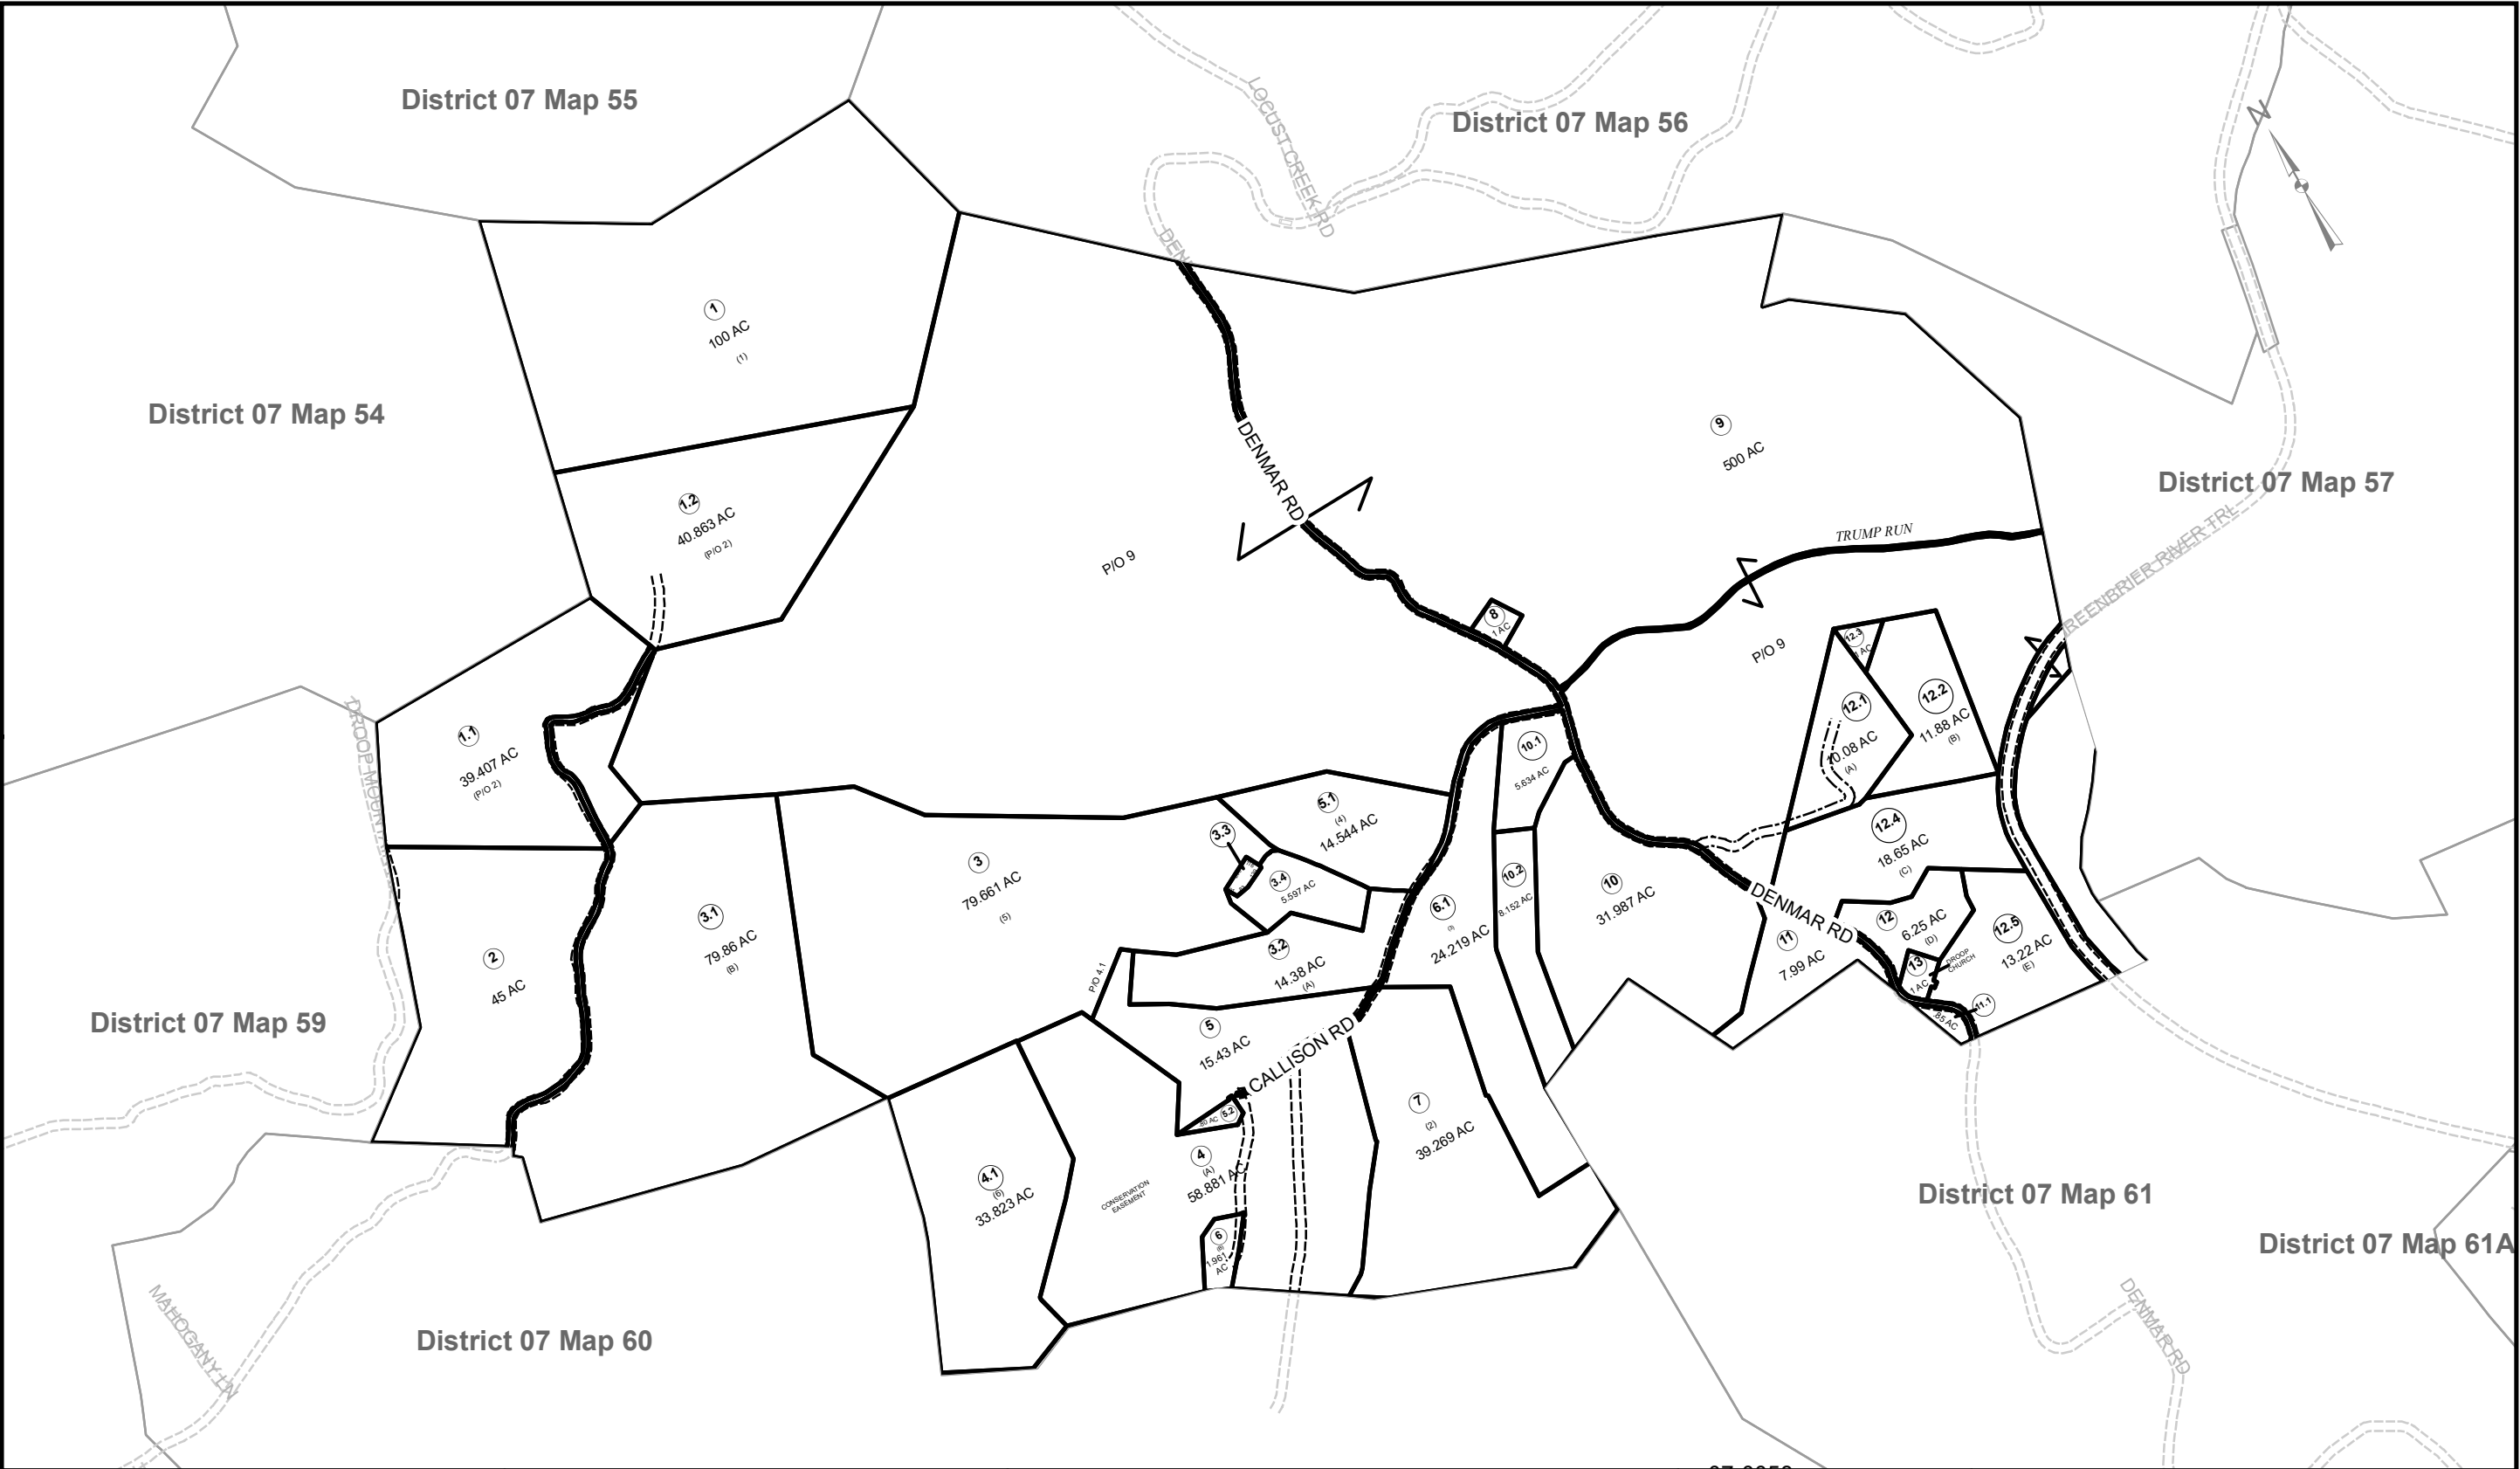 District 07 Map 55
District 07 Map 56
LOCUST CREEK RD
N
DEN
1
100 AC
(1)
District 07 Map 54
9
500 AC
DENMAR RD
District 07 Map 57
1.2
40.863 AC
(P/O 2)
P/O 9
TRUMP RUN
REENBRIER RIVER TRL
8
1 AC
P/O 9
12.3
1 AC
12.1
10.08 AC
(A)
12.2
11.88 AC
(B)
1.1
39.407 AC
(P/O 2)
10.1
5.634 AC
5.1
(4)
14.544 AC
3.3
3.4
5.597 AC
3
79.661 AC
(5)
12.4
18.65 AC
(C)
10.2
8.152 AC
10
31.987 AC
6.1
(3)
24.219 AC
DENMAR RD
3.1
79.86 AC
(B)
2
45 AC
3.2
14.38 AC
(A)
P/O 4.1
11
7.99 AC
12
6.25 AC
(D)
DROOP
CHURCH
12.5
13.22 AC
(E)
13
1 AC
11.1
.85 AC
District 07 Map 59
5
15.43 AC
CALLISON RD
5.2
7
(2)
39.269 AC
4
(A)
58.881 AC
CONSERVATION
EASEMENT
4.1
(6)
33.823 AC
6
1.961
AC
District 07 Map 61
District 07 Map 61A
DENMAR RD
MAHOGANY LN
District 07 Map 60